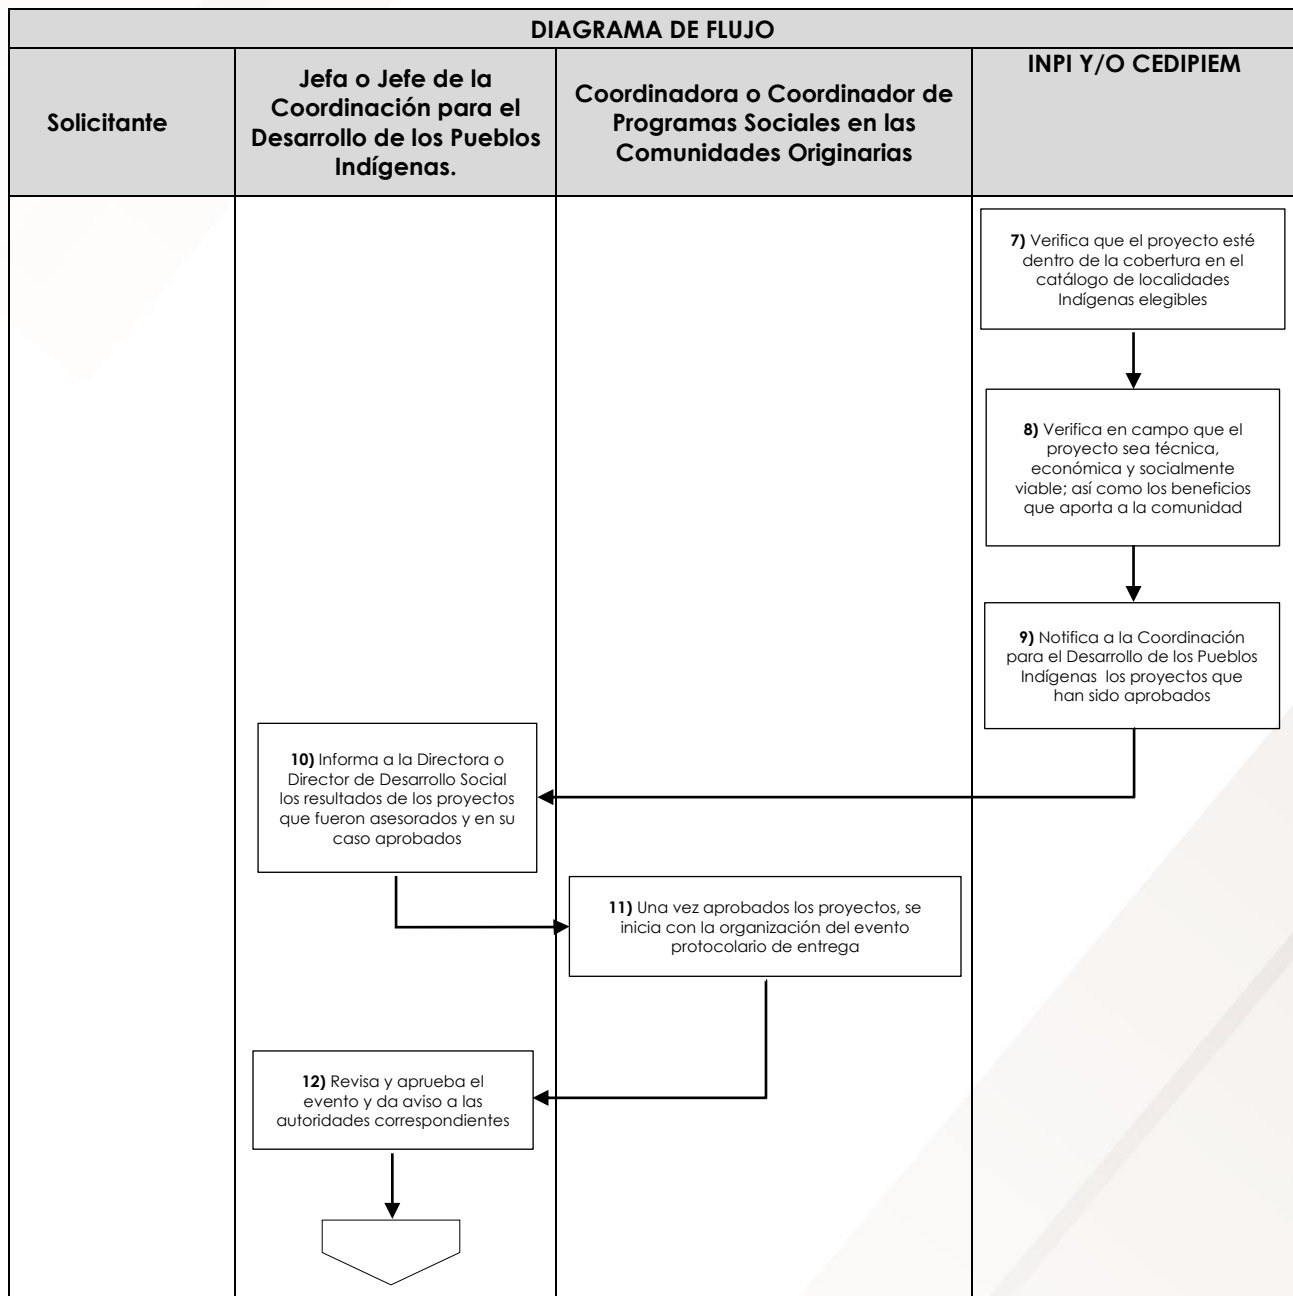 DIAGRAMA DE FLUJO
Solicitante
Jefa o Jefe de la
Coordinación para el
Desarrollo de los Pueblos
Indígenas.
Coordinadora o Coordinador de
Programas Sociales en las
Comunidades Originarias
INPI Y/O CEDIPIEM
7) Verifica que el proyecto esté
dentro de la cobertura en el
catálogo de localidades
Indígenas elegibles
8) Verifica en campo que el
proyecto sea técnica,
económica y socialmente
viable; así como los beneficios
que aporta a la comunidad
9) Notifica a la Coordinación
para el Desarrollo de los Pueblos
Indígenas los proyectos que
han sido aprobados
10) Informa a la Directora o
Director de Desarrollo Social
los resultados de los proyectos
que fueron asesorados y en su
caso aprobados
11) Una vez aprobados los proyectos, se
inicia con la organización del evento
protocolario de entrega
12) Revisa y aprueba el
evento y da aviso a las
autoridades correspondientes